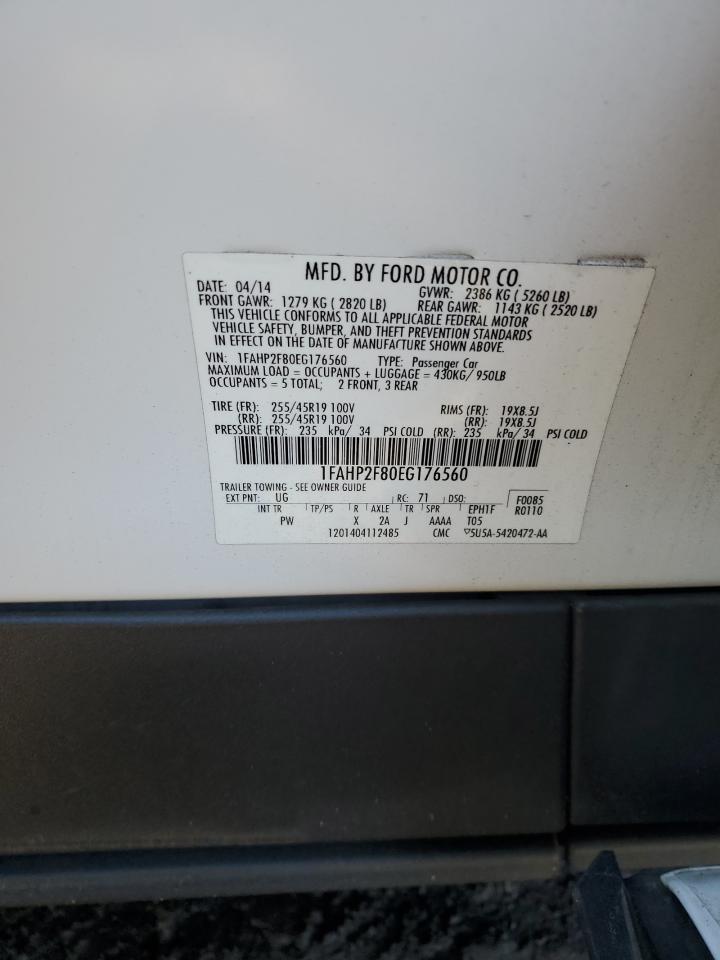 MFD. BY FORD MOTOR CO.
DATE: 04/14 GVWR: 2386 KG ( 5260 LB)
FRONT GAWR: 1279 KG ( 2820 LB) REAR GAWR: 1143 KG ( 2520 LB)
THIS VEHICLE CONFORMS TO ALL APPLICABLE FEDERAL MOTOR
VEHICLE SAFETY, BUMPER, AND THEFT PREVENTION STANDARDS
IN EFFECT ON THE DATE OF MANUFACTURE SHOWN ABOVE.
VIN: 1FAHP2F80EG176560 TYPE: Passenger Car
MAXIMUM LOAD = OCCUPANTS + LUGGAGE = 430KG/ 950LB
OCCUPANTS = 5 TOTAL; 2 FRONT, 3 REAR
TIRE (FR): 255/45R19 100V RIMS (FR): 19X8.5J
(RR): 255/45R19 100V (RR): 19X8.5J
PRESSURE (FR): 235 kPa/ 34 PSI COLD (RR): 235 kPa/ 34 PSI COLD
1FAHP2F80EG176560
TRAILER TOWING - SEE OWNER GUIDE
EXT PNT: UG RC: 71 DSO: F0085
INT TR TP/PS R AXLE TR SPR EPH1F R0110
PW X 2A J AAAA T05
1201404112485 CMC ▽5U5A-5420472-AA